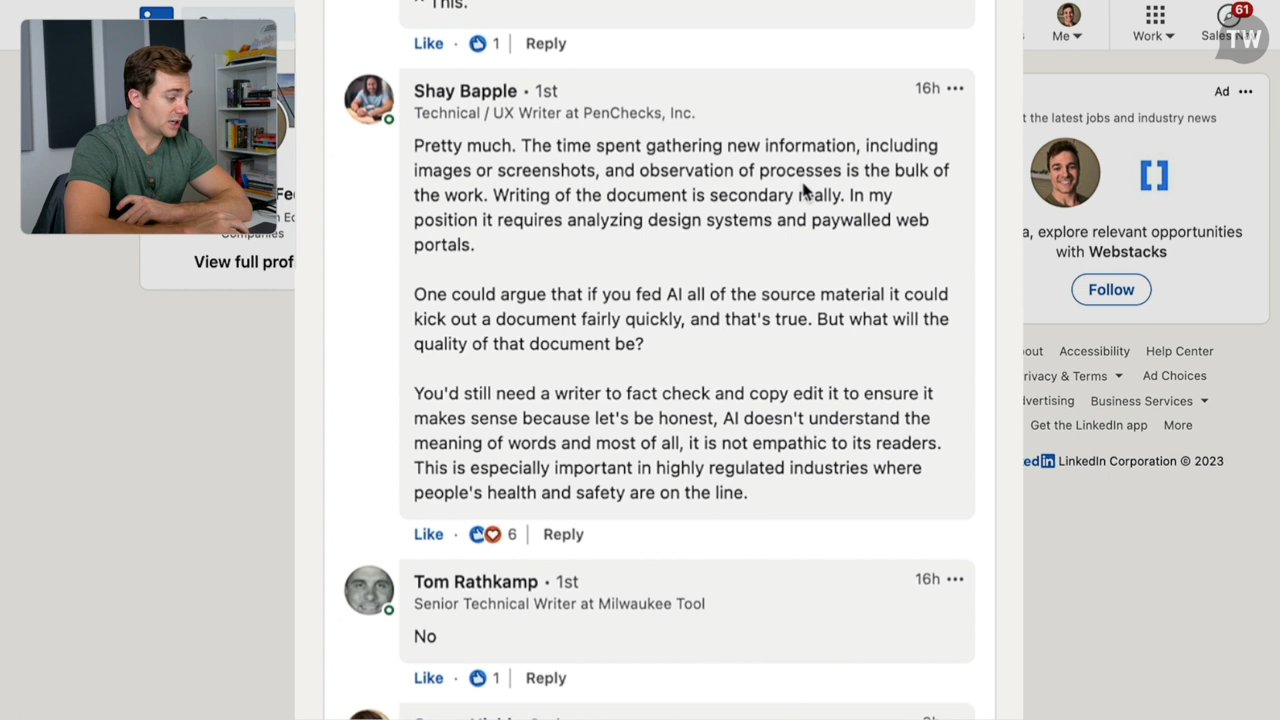 ^ This.
Like · 1 | Reply
Shay Bapple • 1st
16h •••
Technical / UX Writer at PenChecks, Inc.
Pretty much. The time spent gathering new information, including
images or screenshots, and observation of processes is the bulk of
the work. Writing of the document is secondary really. In my
position it requires analyzing design systems and paywalled web
portals.
One could argue that if you fed AI all of the source material it could
kick out a document fairly quickly, and that's true. But what will the
quality of that document be?
You'd still need a writer to fact check and copy edit it to ensure it
makes sense because let's be honest, AI doesn't understand the
meaning of words and most of all, it is not empathic to its readers.
This is especially important in highly regulated industries where
people's health and safety are on the line.
Like · 6 | Reply
Tom Rathkamp • 1st
16h •••
Senior Technical Writer at Milwaukee Tool
No
Like · 1 | Reply
View full prof
Me
Work
Sales
61
TW
Ad •••
t the latest jobs and industry news
a, explore relevant opportunities
with Webstacks
Follow
out Accessibility Help Center
rivacy & Terms Ad Choices
dvertising Business Services
Get the LinkedIn app More
ed in LinkedIn Corporation © 2023